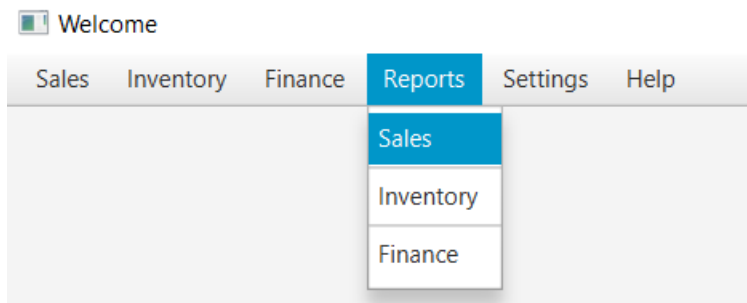 Welcome
Sales Inventory Finance Reports Settings Help
Sales
Inventory
Finance